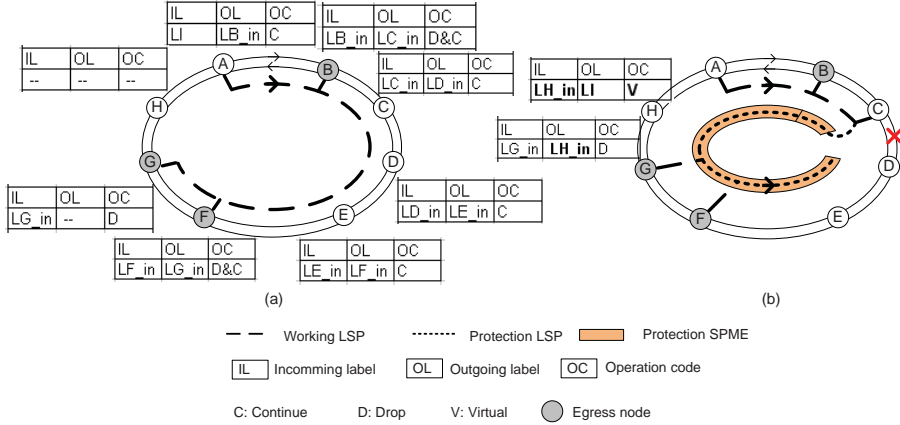 IL OL OC
LI LB_in C
IL OL OC
LB_in LC_in D&C
IL OL OC
-- -- --
IL OL OC
LC_in LD_in C
A
B
H
C
G
D
F
E
IL OL OC
LG_in -- D
IL OL OC
LD_in LE_in C
IL OL OC
LF_in LG_in D&C
IL OL OC
LE_in LF_in C
(a)
IL OL OC
LH_in LI V
IL OL OC
LG_in LH_in D
A
B
H
C
G
D
F
E
(b)
Working LSP Protection LSP Protection SPME
IL Incomming label OL Outgoing label OC Operation code
C: Continue D: Drop V: Virtual Egress node